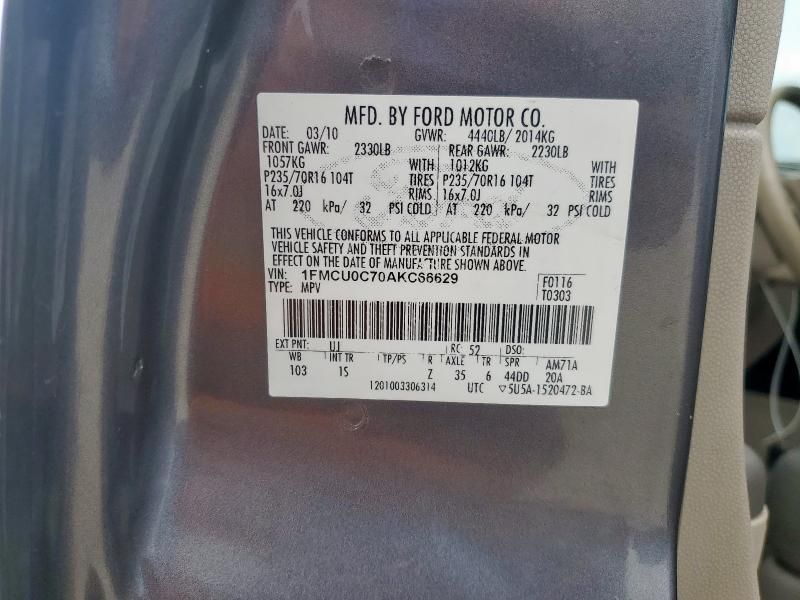 MFD. BY FORD MOTOR CO.
DATE: 03/10 GVWR: 4440LB/ 2014KG
FRONT GAWR: 2330LB REAR GAWR: 2230LB
1057KG WITH 1012KG WITH
P235/70R16 104T TIRES P235/70R16 104T TIRES
16x7.0J RIMS 16x7.0J RIMS
AT 220 kPa/ 32 PSI COLD AT 220 kPa/ 32 PSI COLD
THIS VEHICLE CONFORMS TO ALL APPLICABLE FEDERAL MOTOR
VEHICLE SAFETY AND THEFT PREVENTION STANDARDS IN
EFFECT ON THE DATE OF MANUFACTURE SHOWN ABOVE.
VIN: 1FMCU0C70AKC66629 F0116
TYPE: MPV T0303
EXT PNT: UJ RC: 52 DSO:
WB INT TR TP/PS R AXLE TR SPR AM71A
103 1S Z 35 6 44DD 20A
1201003306314 UTC ▽5U5A-1520472-BA